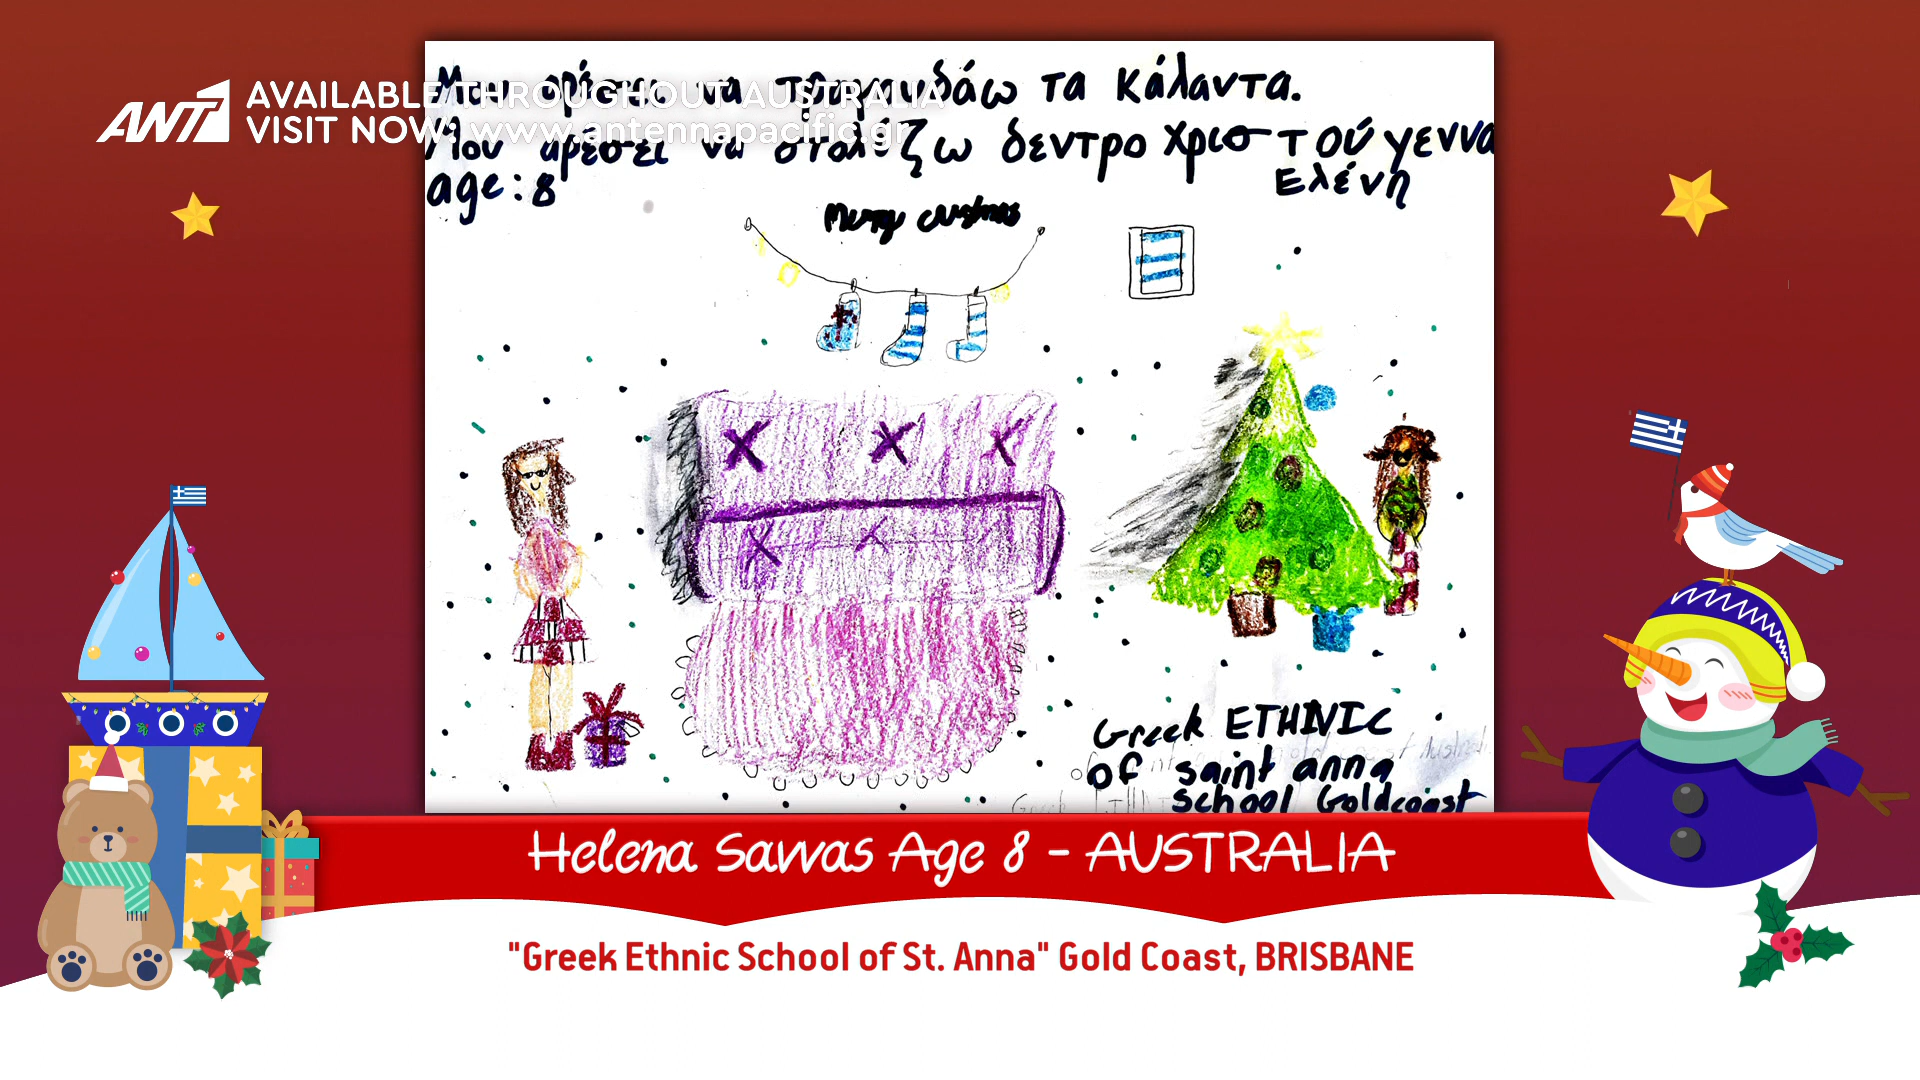 ANT1 AVAILABLE THROUGHOUT AUSTRALIA
VISIT NOW: www.antennapacific.gr
Μου αρέσει να τραγουδάω τα Κάλαντα.
Μου αρέσει να στολίζω δεντρο Χριστούγεννα
age: 8
Ελένη
Merry
Greek ETHNIC
of saint anna
school Goldcoast
Helena Savvas Age 8 - AUSTRALIA
"Greek Ethnic School of St. Anna" Gold Coast, BRISBANE